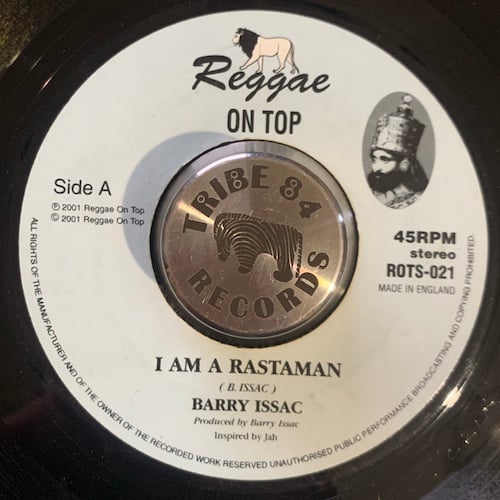 Reggae
ON TOP
Side A
℗ 2001 Reggae On Top
© 2001 Reggae On Top
45RPM
stereo
ROTS-021
MADE IN ENGLAND
TRIBE 84
RECORDS
I AM A RASTAMAN
( B. ISSAC )
BARRY ISSAC
Produced by Barry Issac
Inspired by Jah
ALL RIGHTS OF THE MANUFACTURER AND OF THE OWNER OF THE RECORDED WORK RESERVED UNAUTHORISED PUBLIC PERFORMANCE BROADCASTING AND COPYING PROHIBITED.